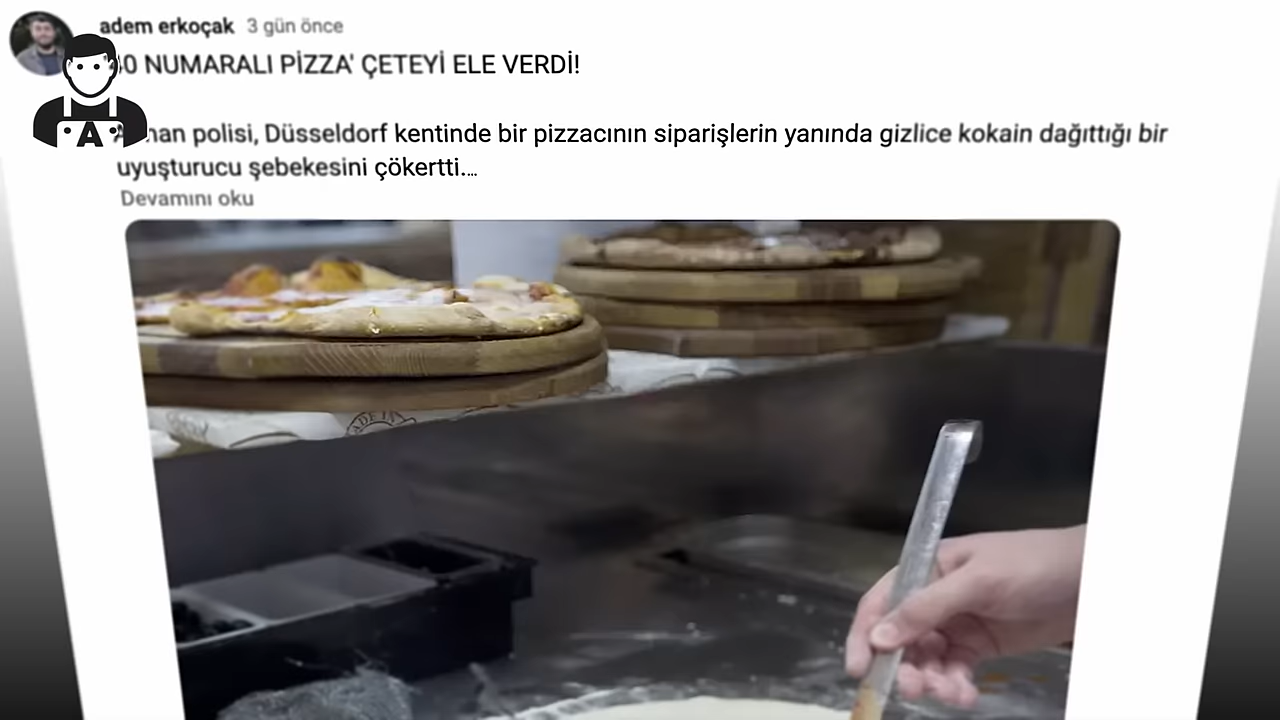 adem erkoçak 3 gün önce
NUMARALI PİZZA' ÇETEYİ ELE VERDİ!
polisi, Düsseldorf kentinde bir pizzacının siparişlerin yanında gizlice kokain dağıttığı bir
uyuşturucu şebekesini çökertti...
Devamını oku
A